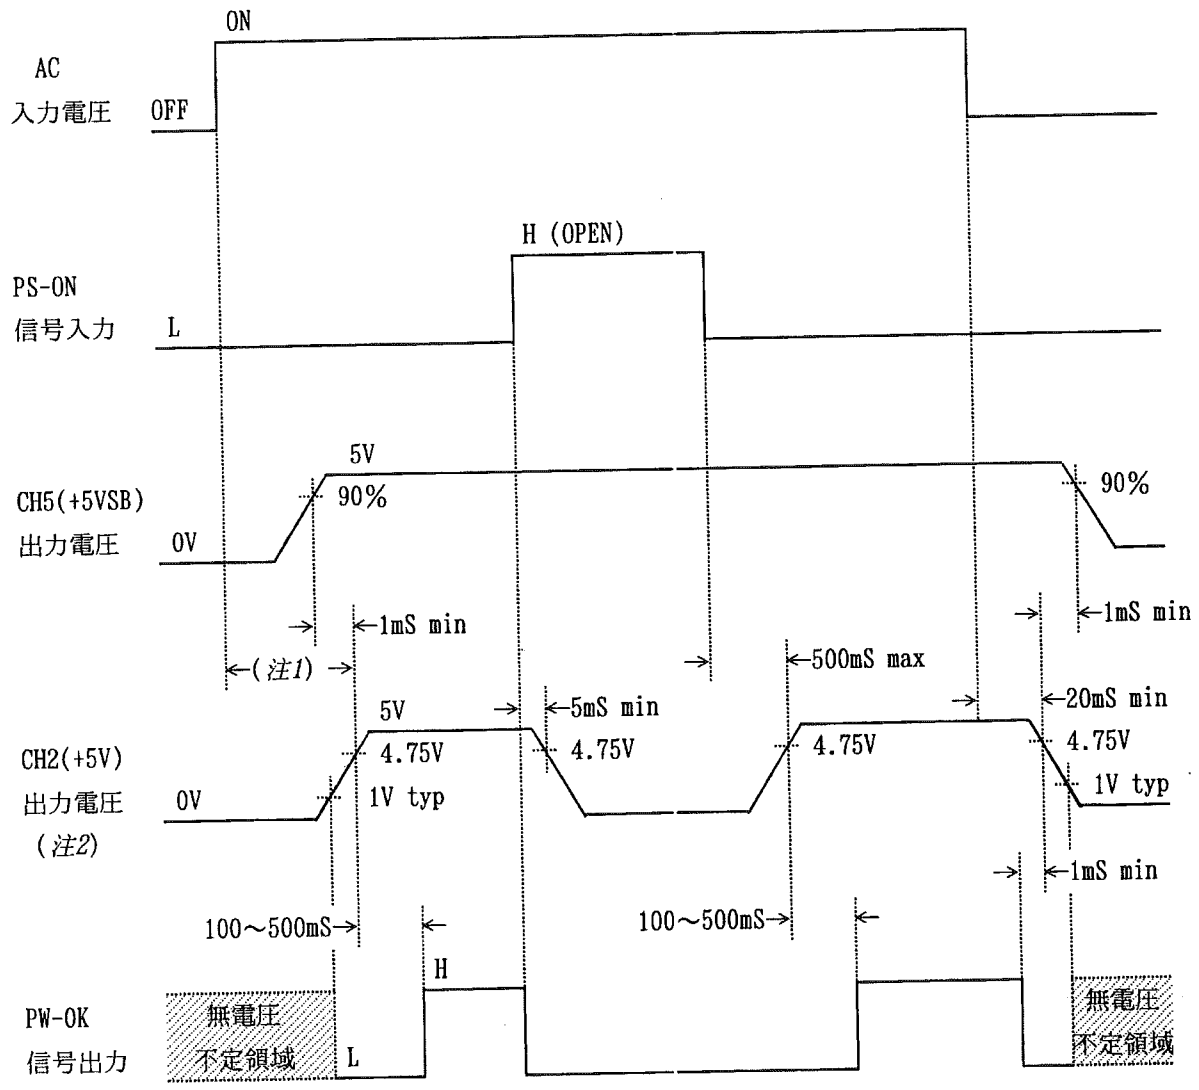 ON
AC
入力電圧
OFF
H (OPEN)
PS-ON
信号入力
L
5V
CH5(+5VSB)
90%
90%
出力電圧
0V
1mS min
1mS min
(注1)
500mS max
5V
5mS min
20mS min
CH2(+5V)
4.75V
4.75V
4.75V
4.75V
出力電圧
0V
1V typ
1V typ
(注2)
1mS min
100～500mS
100～500mS
H
PW-OK
無電圧
無電圧
信号出力
不定領域
L
不定領域